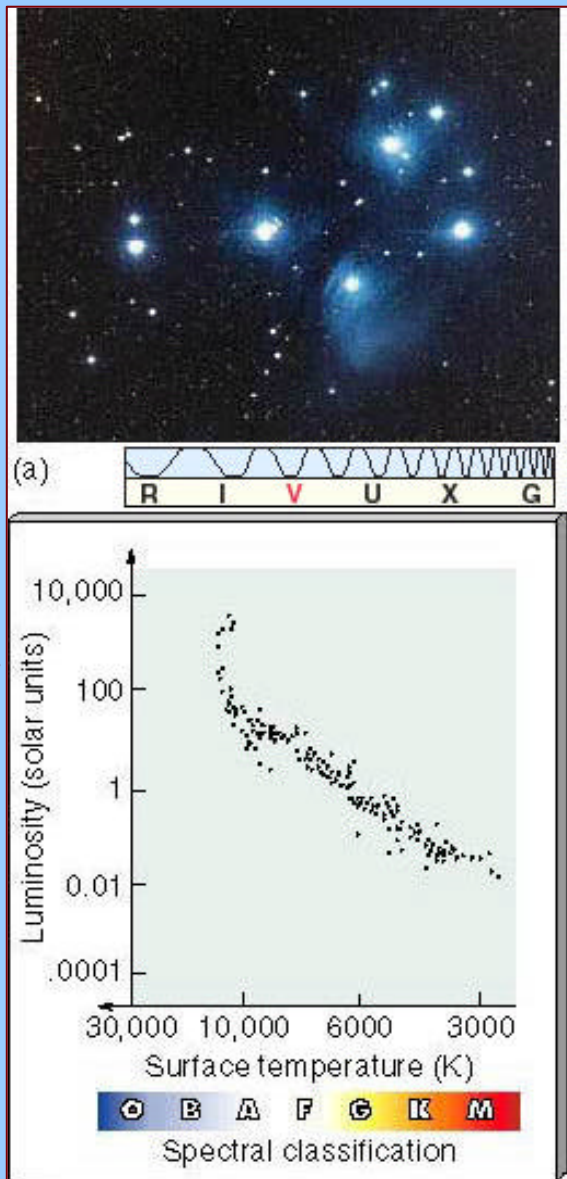 (a)
R I V U X G
10,000
100
1
0.01
.0001
Luminosity (solar units)
30,000 10,000 6000 3000
Surface temperature (K)
O B A F G K M
Spectral classification